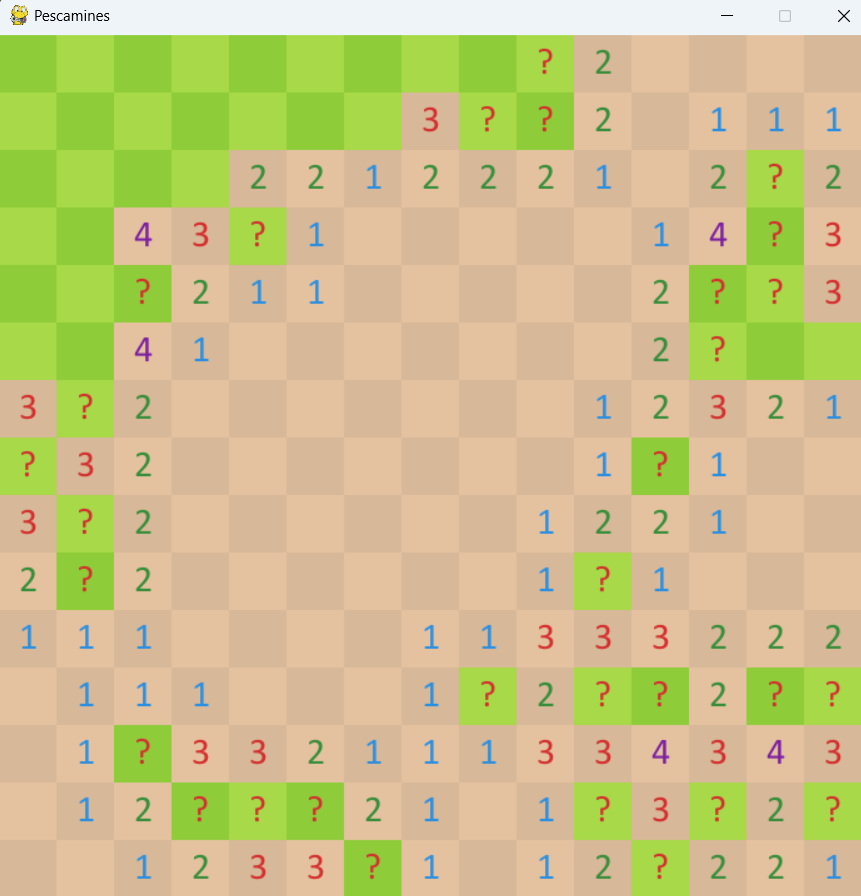 Pescamines
? 2
3 ? ? 2 1 1 1
2 2 1 2 2 2 1 2 ? 2
4 3 ? 1 1 4 ? 3
? 2 1 1 2 ? ? 3
4 1 2 ?
3 ? 2 1 2 3 2 1
? 3 2 1 ? 1
3 ? 2 1 2 2 1
2 ? 2 1 ? 1
1 1 1 1 1 3 3 3 2 2 2
1 1 1 1 ? 2 ? ? 2 ? ?
1 ? 3 3 2 1 1 1 3 3 4 3 4 3
1 2 ? ? ? 2 1 1 ? 3 ? 2 ?
1 2 3 3 ? 1 1 2 ? 2 2 1